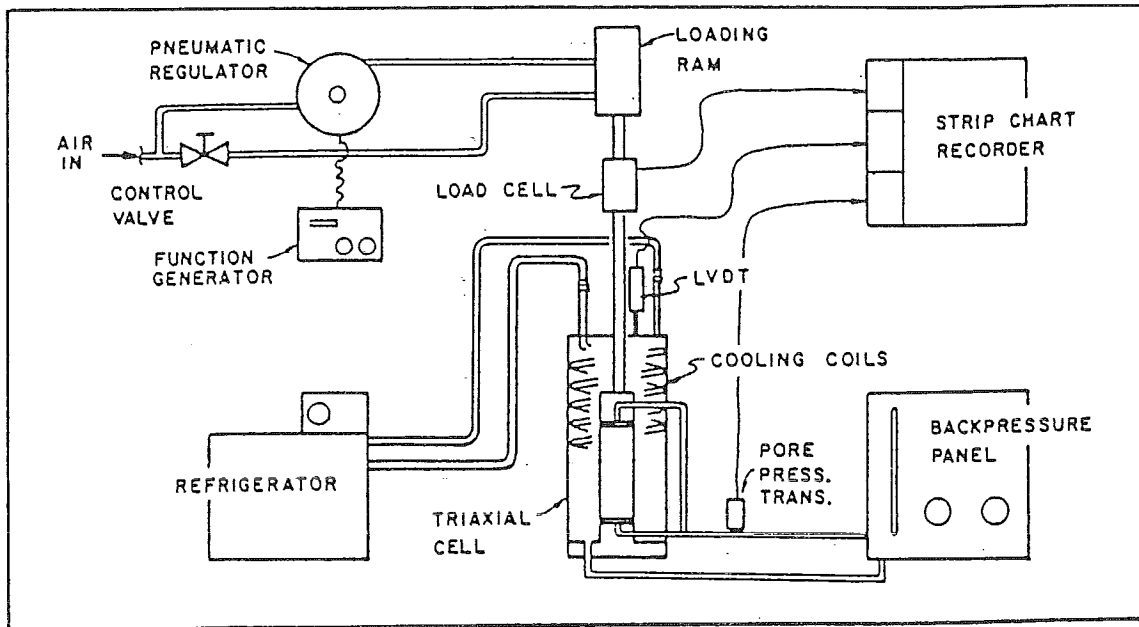 PNEUMATIC
REGULATOR
LOADING
RAM
AIR
IN
CONTROL
VALVE
FUNCTION
GENERATOR
LOAD CELL
STRIP CHART
RECORDER
LVDT
COOLING COILS
REFRIGERATOR
TRIAXIAL
CELL
PORE
PRESS.
TRANS.
BACKPRESSURE
PANEL